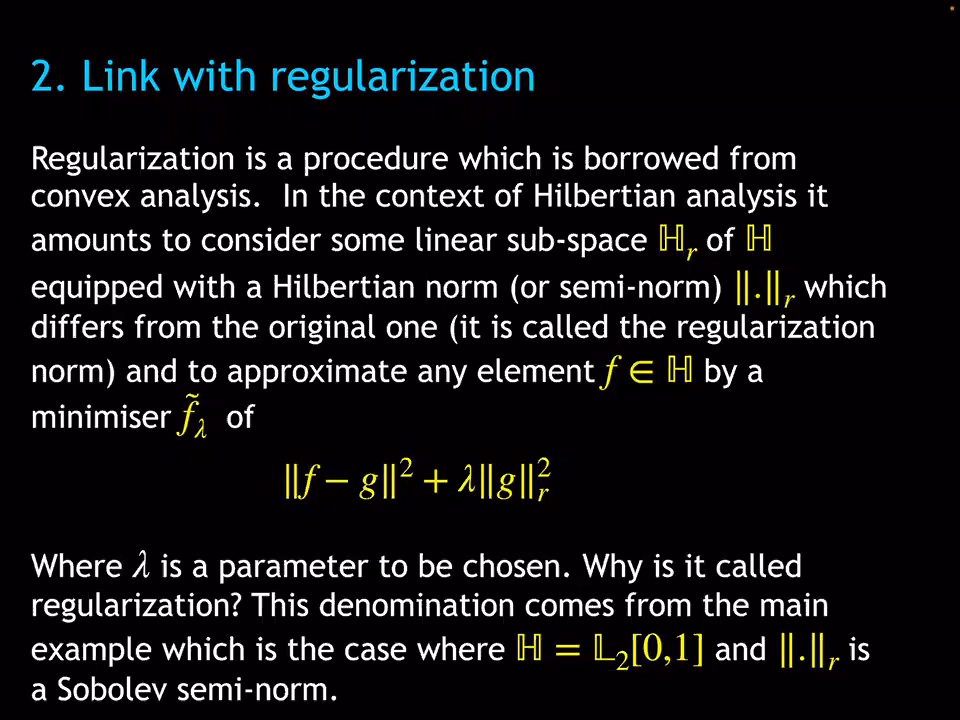 2. Link with regularization
Regularization is a procedure which is borrowed from
convex analysis. In the context of Hilbertian analysis it
amounts to consider some linear sub-space ℍᵣ of ℍ
equipped with a Hilbertian norm (or semi-norm) ∥.∥ᵣ which
differs from the original one (it is called the regularization
norm) and to approximate any element f ∈ ℍ by a
minimiser f̃_λ of
∥f − g∥² + λ∥g∥ᵣ²
Where λ is a parameter to be chosen. Why is it called
regularization? This denomination comes from the main
example which is the case where ℍ = 𝕃₂[0,1] and ∥.∥ᵣ is
a Sobolev semi-norm.